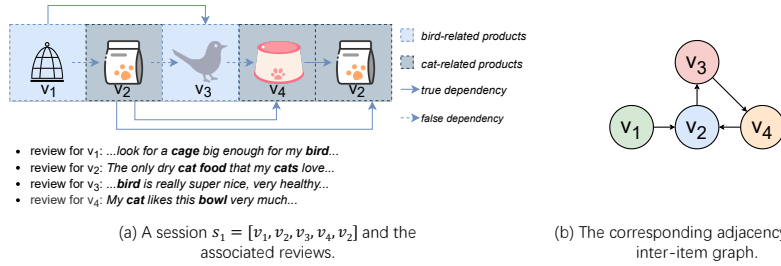 bird-related products
cat-related products
true dependency
false dependency
v1
v2
v3
v4
v2
• review for v1: ...look for a cage big enough for my bird...
• review for v2: The only dry cat food that my cats love...
• review for v3: ...bird is really super nice, very healthy...
• review for v4: My cat likes this bowl very much...
(a) A session s1 = [v1, v2, v3, v4, v2] and the
associated reviews.
v3
v1
v2
v4
(b) The corresponding adjacency
inter-item graph.